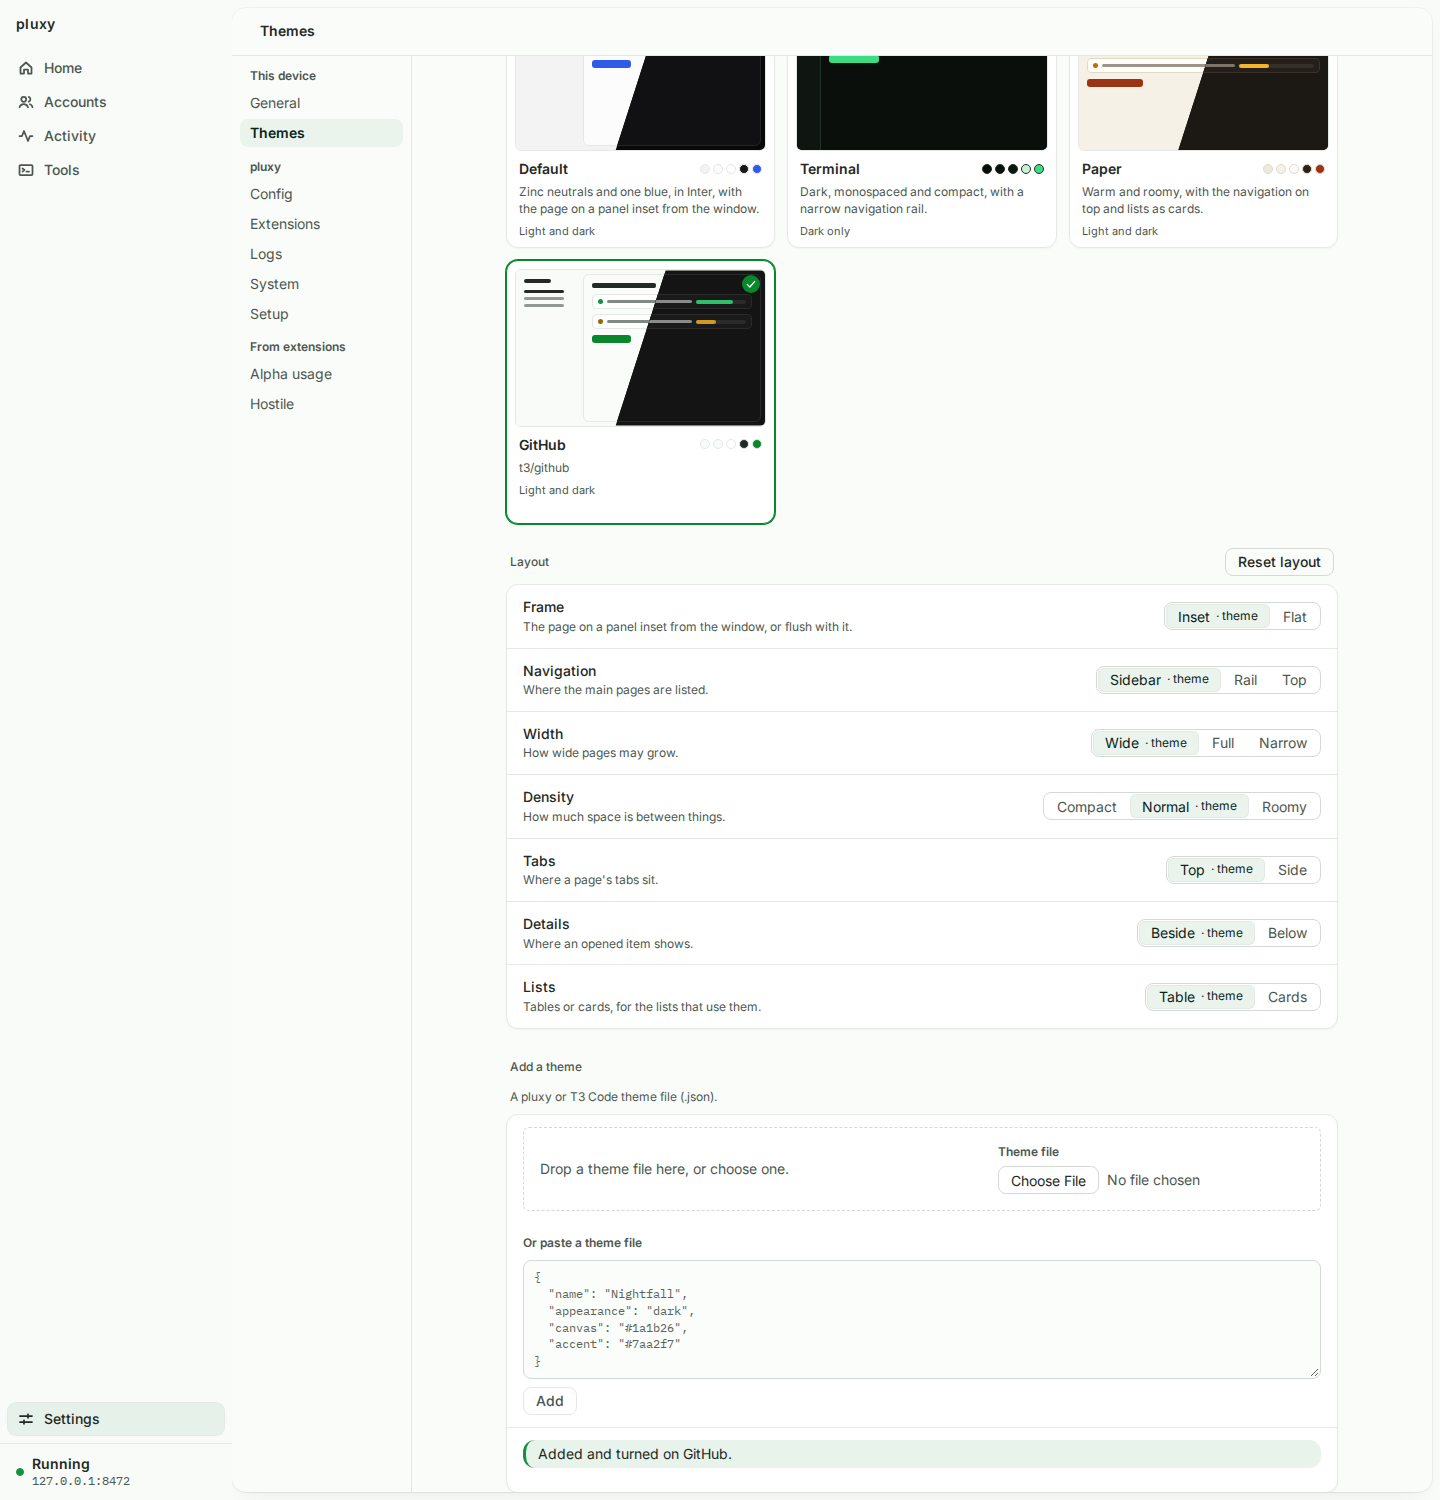 pluxy
Home
Accounts
Activity
Tools
Settings
Running
127.0.0.1:8472
Themes
This device
General
Themes
pluxy
Config
Extensions
Logs
System
Setup
From extensions
Alpha usage
Hostile
Default
Zinc neutrals and one blue, in Inter, with
the page on a panel inset from the window.
Light and dark
Terminal
Dark, monospaced and compact, with a
narrow navigation rail.
Dark only
Paper
Warm and roomy, with the navigation on
top and lists as cards.
Light and dark
GitHub
t3/github
Light and dark
Layout
Reset layout
Frame
The page on a panel inset from the window, or flush with it.
Inset · theme Flat
Navigation
Where the main pages are listed.
Sidebar · theme Rail Top
Width
How wide pages may grow.
Wide · theme Full Narrow
Density
How much space is between things.
Compact Normal · theme Roomy
Tabs
Where a page's tabs sit.
Top · theme Side
Details
Where an opened item shows.
Beside · theme Below
Lists
Tables or cards, for the lists that use them.
Table · theme Cards
Add a theme
A pluxy or T3 Code theme file (.json).
Drop a theme file here, or choose one.
Theme file
Choose File No file chosen
Or paste a theme file
{
"name": "Nightfall",
"appearance": "dark",
"canvas": "#1a1b26",
"accent": "#7aa2f7"
}
Add
Added and turned on GitHub.